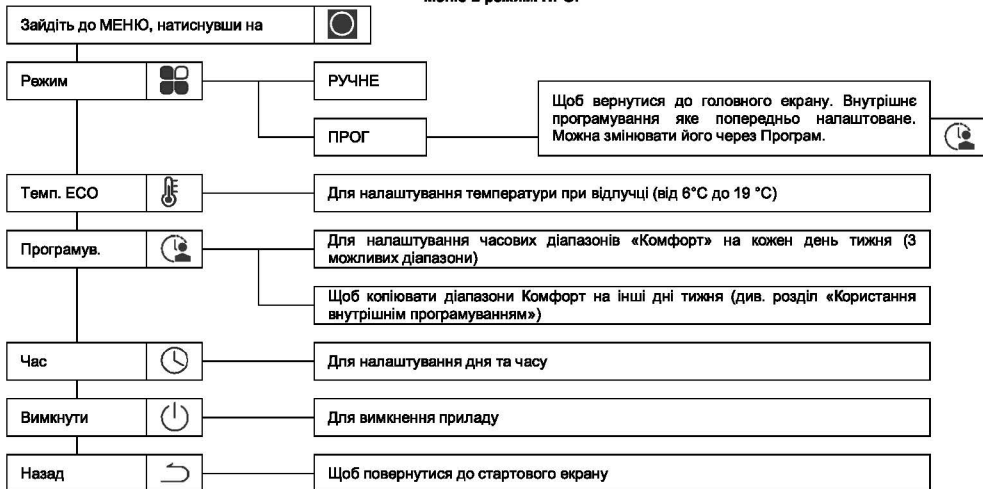 Зайдіть до МЕНЮ, натиснувши на
Режим
РУЧНЕ
ПРОГ
Щоб вернутися до головного екрану. Внутрішнє
програмування яке попередньо налаштоване.
Можна змінювати його через Програм.
Темп. ECO
Для налаштування температури при відлучці (від 6°C до 19 °C)
Програмув.
Для налаштування часових діапазонів «Комфорт» на кожен день тижня (3
можливих діапазони)
Щоб копіювати діапазони Комфорт на інші дні тижня (див. розділ «Користання
внутрішнім програмуванням»)
Час
Для налаштування дня та часу
Вимкнути
Для вимкнення приладу
Назад
Щоб повернутися до стартового екрану